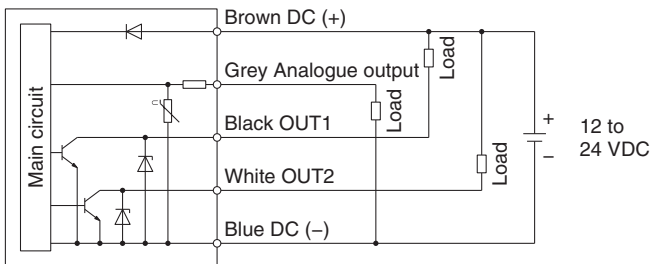 Brown DC (+)
Grey Analogue output
Black OUT1
White OUT2
Blue DC (−)
Main circuit
Load
Load
Load
+
−
12 to
24 VDC